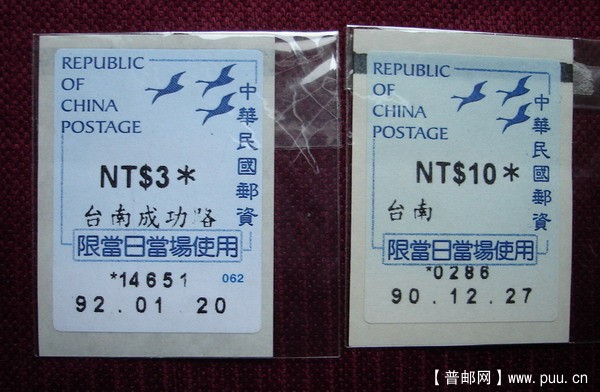 REPUBLIC
OF
CHINA
POSTAGE
中華民國郵資
NT$3*
台南成功路
限當日當場使用
*14651
062
92.01.20
REPUBLIC
OF
CHINA
POSTAGE
中華民國郵資
NT$10*
台南
限當日當場使用
*0286
90.12.27
【普邮网】www.puu.cn